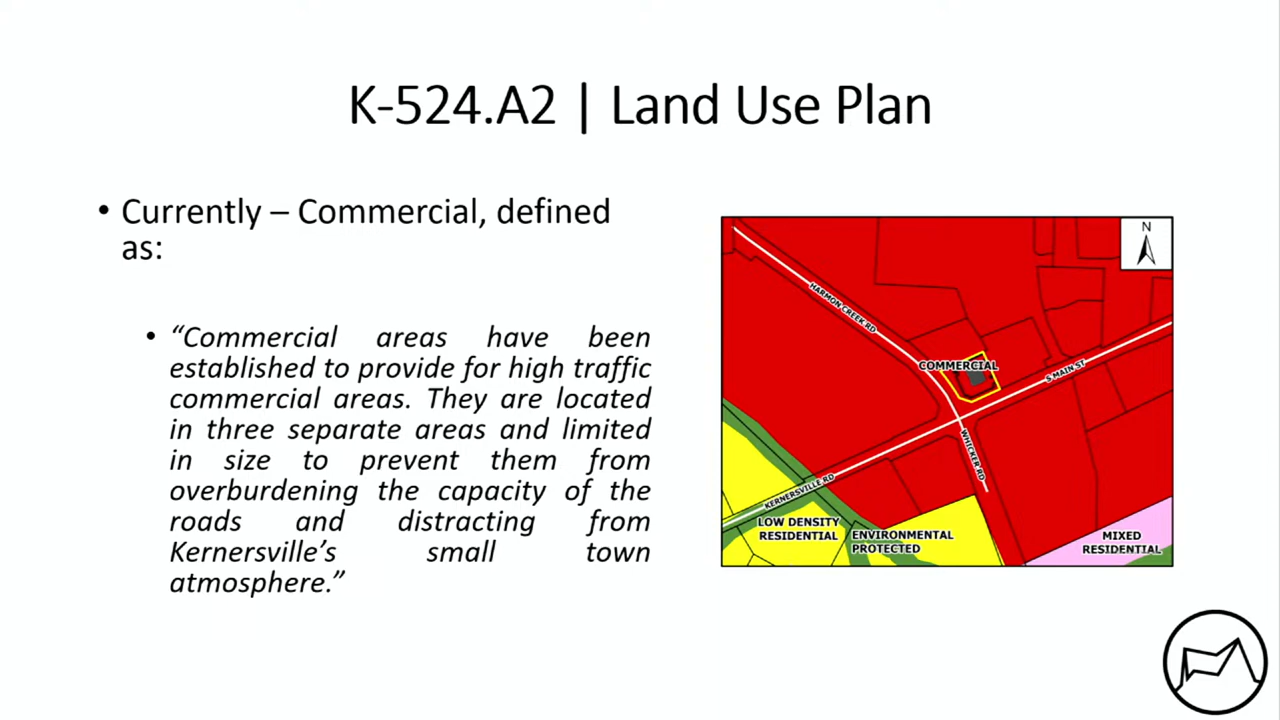 K-524.A2 | Land Use Plan
• Currently – Commercial, defined
as:
• “Commercial areas have been
established to provide for high traffic
commercial areas. They are located
in three separate areas and limited
in size to prevent them from
overburdening the capacity of the
roads and distracting from
Kernersville’s small town
atmosphere.”
N
HARMON CREEK RD
COMMERCIAL
S MAIN ST
WHICKER RD
KERNERSVILLE RD
LOW DENSITY
RESIDENTIAL
ENVIRONMENTAL
PROTECTED
MIXED
RESIDENTIAL